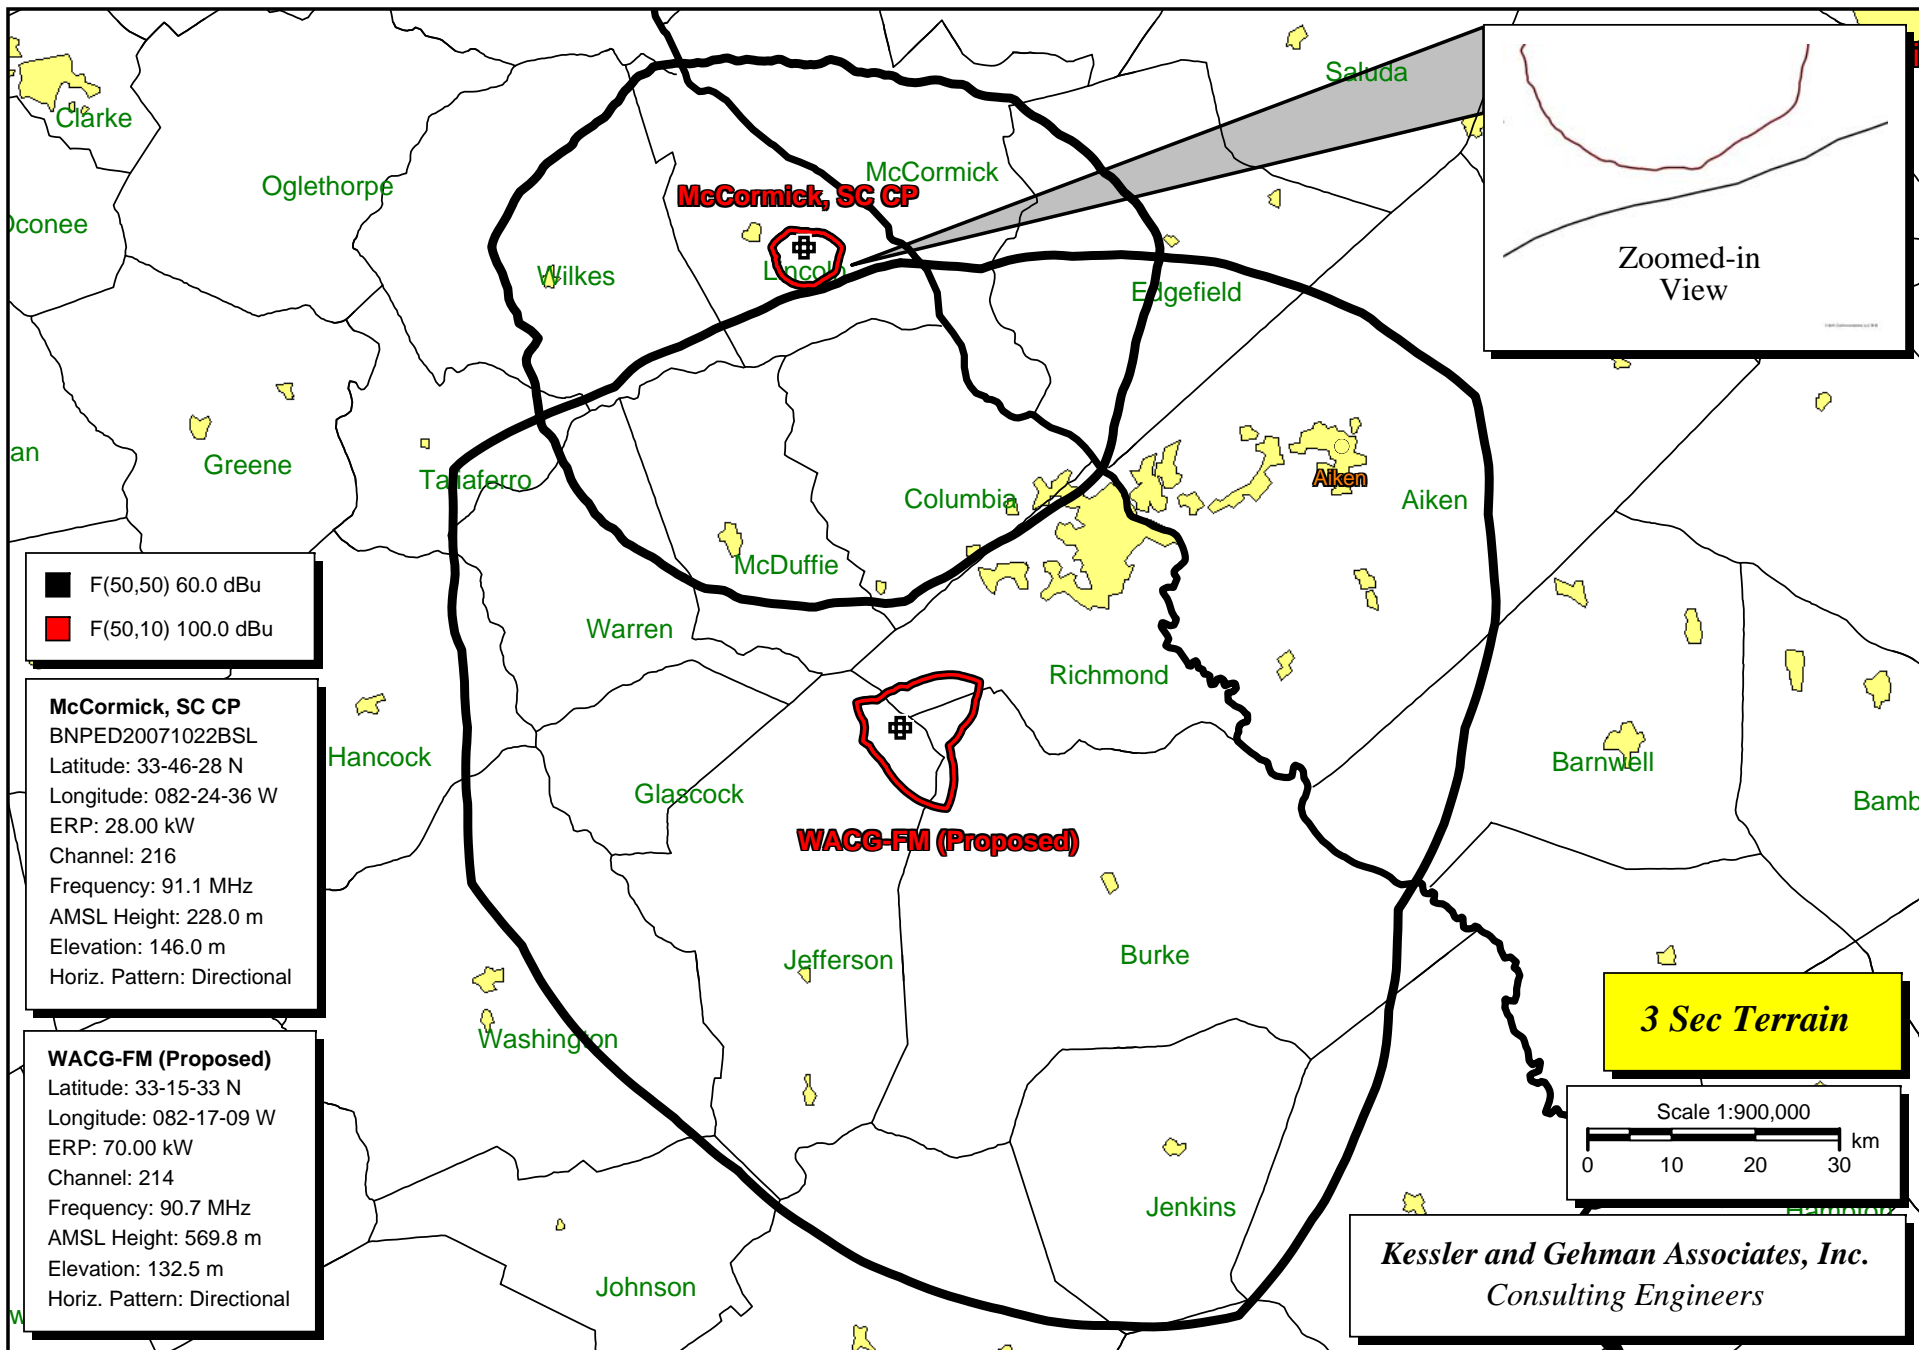 Saluda
Clarke
Oglethorpe
McCormick
McCormick, SC CP
Oconee
Wilkes
Lincoln
Edgefield
Zoomed-in
View
an
Greene
Taliaferro
Columbia
Aiken
Aiken
McDuffie
F(50,50) 60.0 dBu
F(50,10) 100.0 dBu
Warren
Richmond
McCormick, SC CP
BNPED20071022BSL
Latitude: 33-46-28 N
Longitude: 082-24-36 W
ERP: 28.00 kW
Channel: 216
Frequency: 91.1 MHz
AMSL Height: 228.0 m
Elevation: 146.0 m
Horiz. Pattern: Directional
Hancock
Glascock
Barnwell
Bamb
WACG-FM (Proposed)
Jefferson
Burke
Washington
3 Sec Terrain
WACG-FM (Proposed)
Latitude: 33-15-33 N
Longitude: 082-17-09 W
ERP: 70.00 kW
Channel: 214
Frequency: 90.7 MHz
AMSL Height: 569.8 m
Elevation: 132.5 m
Horiz. Pattern: Directional
Scale 1:900,000
0 10 20 30 km
Jenkins
Hampton
Johnson
Kessler and Gehman Associates, Inc.
Consulting Engineers